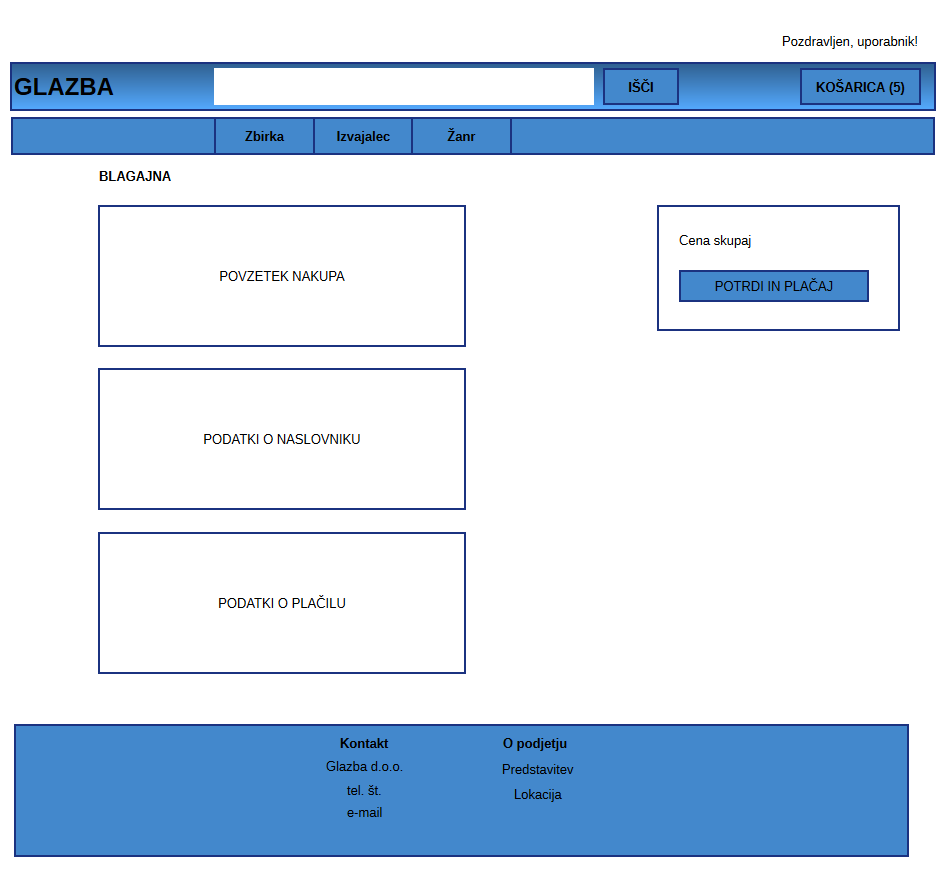 Pozdravljen, uporabnik!
GLAZBA
IŠČI
KOŠARICA (5)
Zbirka
Izvajalec
Žanr
BLAGAJNA
POVZETEK NAKUPA
Cena skupaj
POTRDI IN PLAČAJ
PODATKI O NASLOVNIKU
PODATKI O PLAČILU
Kontakt
Glazba d.o.o.
tel. št.
e-mail
O podjetju
Predstavitev
Lokacija